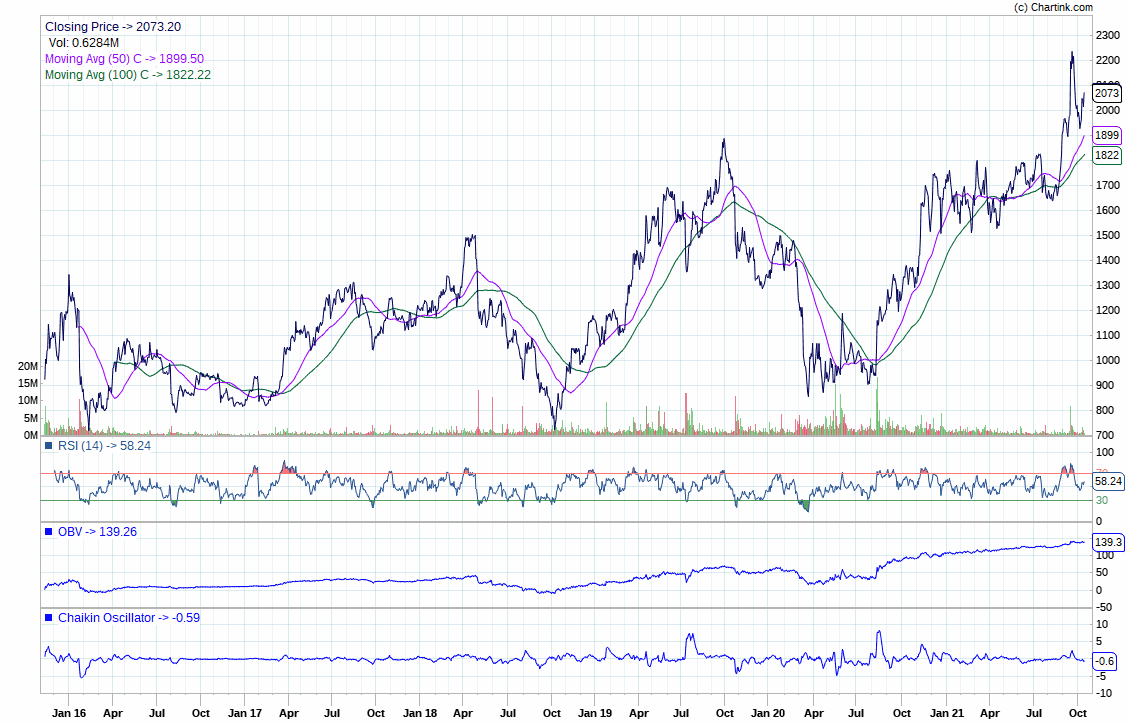 (c) Chartink.com
Closing Price -> 2073.20
Vol: 0.6284M
Moving Avg (50) C -> 1899.50
Moving Avg (100) C -> 1822.22
2300
2200
2073
2000
1899
1822
1700
1600
1500
1400
1300
1200
1100
1000
900
800
700
20M
15M
10M
5M
0M
RSI (14) -> 58.24
100
70
58.24
30
0
OBV -> 139.26
139.3
100
50
0
-50
Chaikin Oscillator -> -0.59
10
5
-0.6
-5
-10
Jan 16 Apr Jul Oct Jan 17 Apr Jul Oct Jan 18 Apr Jul Oct Jan 19 Apr Jul Oct Jan 20 Apr Jul Oct Jan 21 Apr Jul Oct